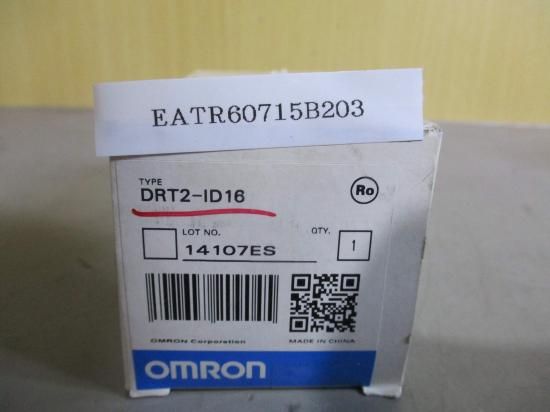 EATR60715B203
TYPE
DRT2-ID16
Ro
LOT NO.
QTY.
14107ES
1
OMRON Corporation
MADE IN CHINA
OMRON